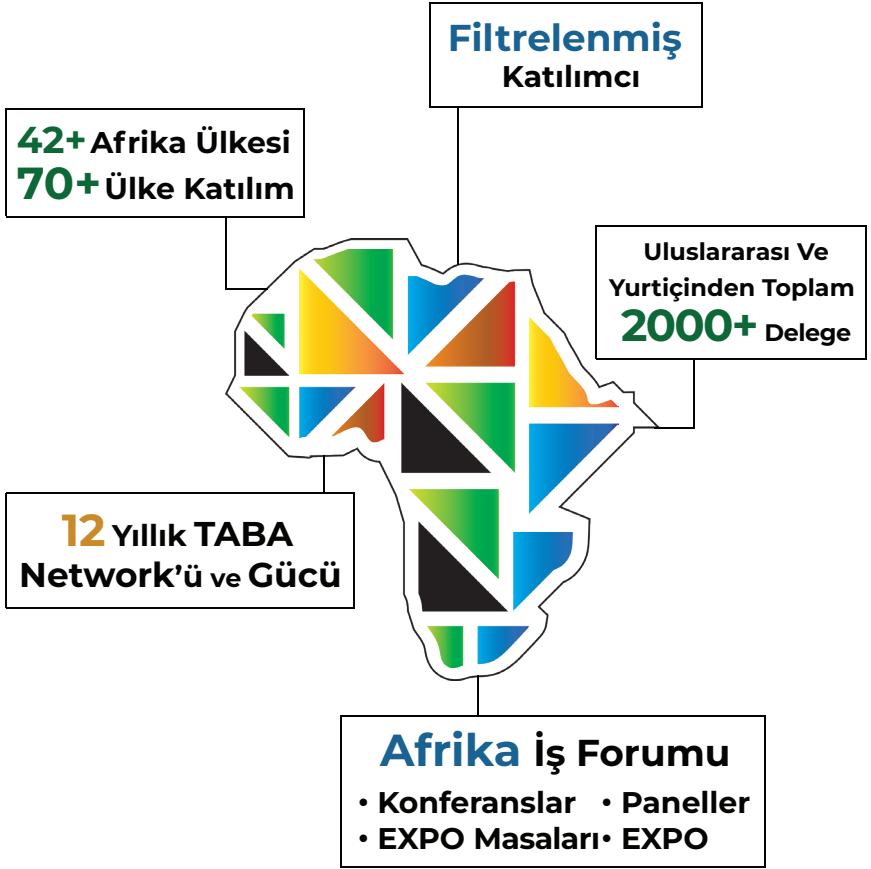 Filtrelenmiş
Katılımcı
42+ Afrika Ülkesi
70+ Ülke Katılım
Uluslararası Ve
Yurtiçinden Toplam
2000+ Delege
12 Yıllık TABA
Network'ü ve Gücü
Afrika İş Forumu
• Konferanslar • Paneller
• EXPO Masaları • EXPO